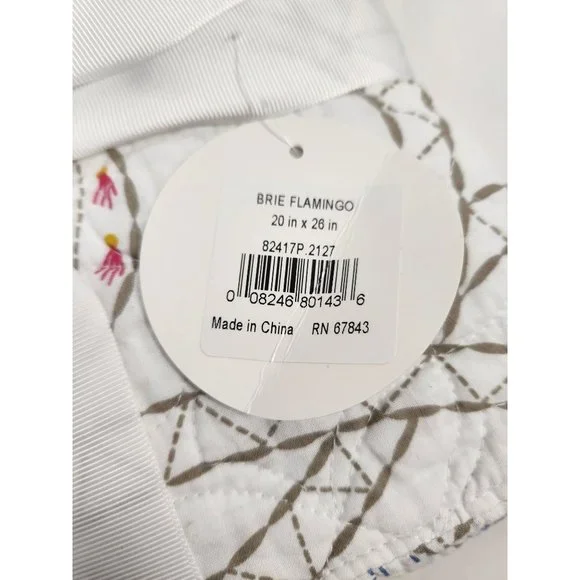 BRIE FLAMINGO
20 in x 26 in
82417P.2127
0 08246 80143 6
Made in China RN 67843